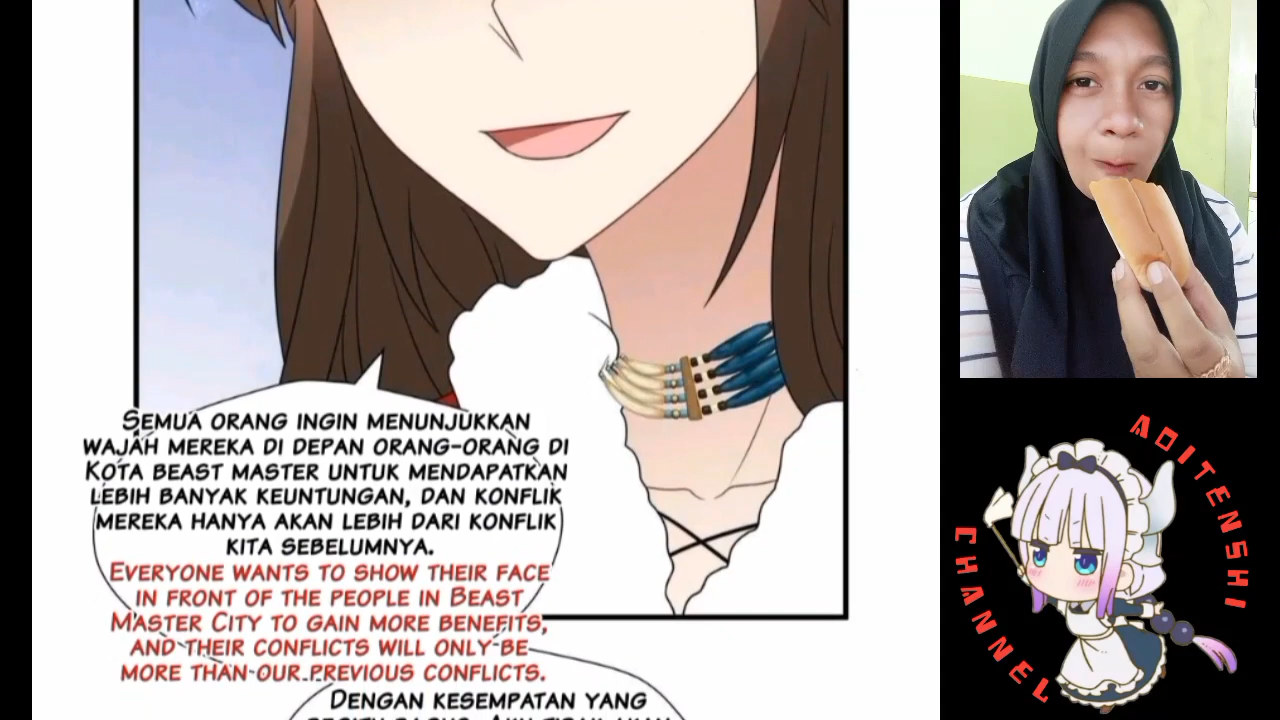 SEMUA ORANG INGIN MENUNJUKKAN
WAJAH MEREKA DI DEPAN ORANG-ORANG DI
KOTA BEAST MASTER UNTUK MENDAPATKAN
LEBIH BANYAK KEUNTUNGAN, DAN KONFLIK
MEREKA HANYA AKAN LEBIH DARI KONFLIK
KITA SEBELUMNYA.
EVERYONE WANTS TO SHOW THEIR FACE
IN FRONT OF THE PEOPLE IN BEAST
MASTER CITY TO GAIN MORE BENEFITS,
AND THEIR CONFLICTS WILL ONLY BE
MORE THAN OUR PREVIOUS CONFLICTS.
DENGAN KESEMPATAN YANG
AOITENSHI
CHANNEL